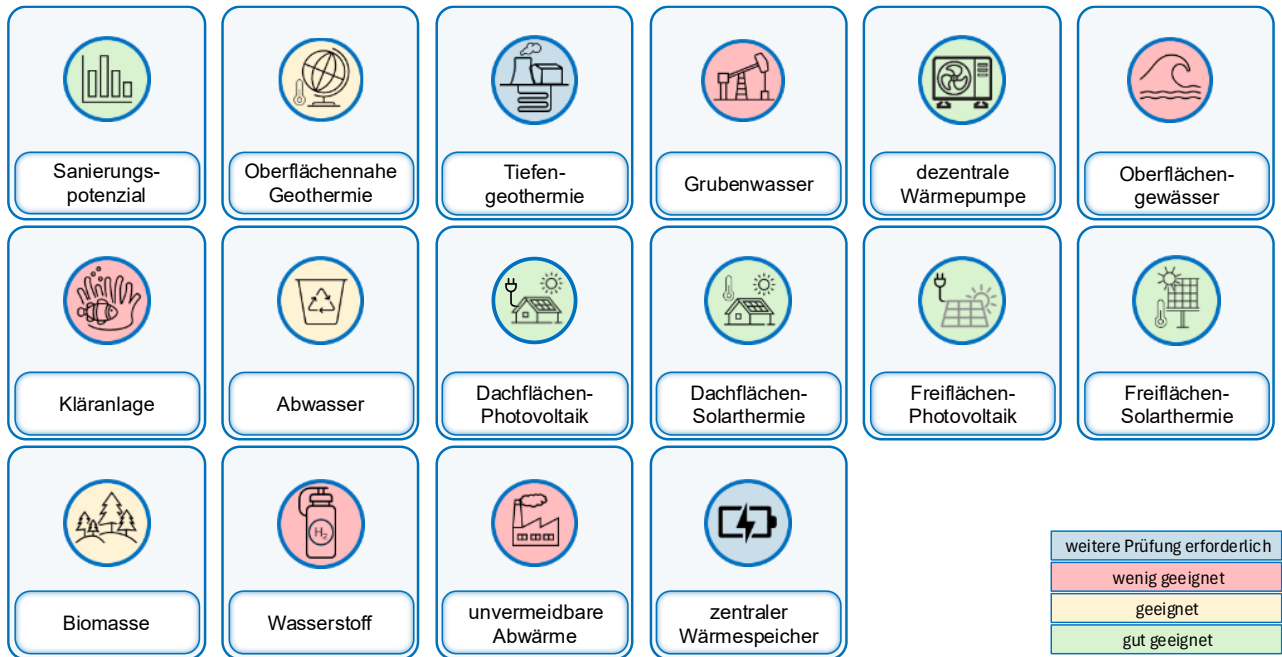 Sanierungs-
potenzial
Oberflächennahe
Geothermie
Tiefen-
geothermie
Grubenwasser
dezentrale
Wärmepumpe
Oberflächen-
gewässer
Kläranlage
Abwasser
Dachflächen-
Photovoltaik
Dachflächen-
Solarthermie
Freiflächen-
Photovoltaik
Freiflächen-
Solarthermie
Biomasse
H₂
Wasserstoff
unvermeidbare
Abwärme
zentraler
Wärmespeicher
weitere Prüfung erforderlich
wenig geeignet
geeignet
gut geeignet